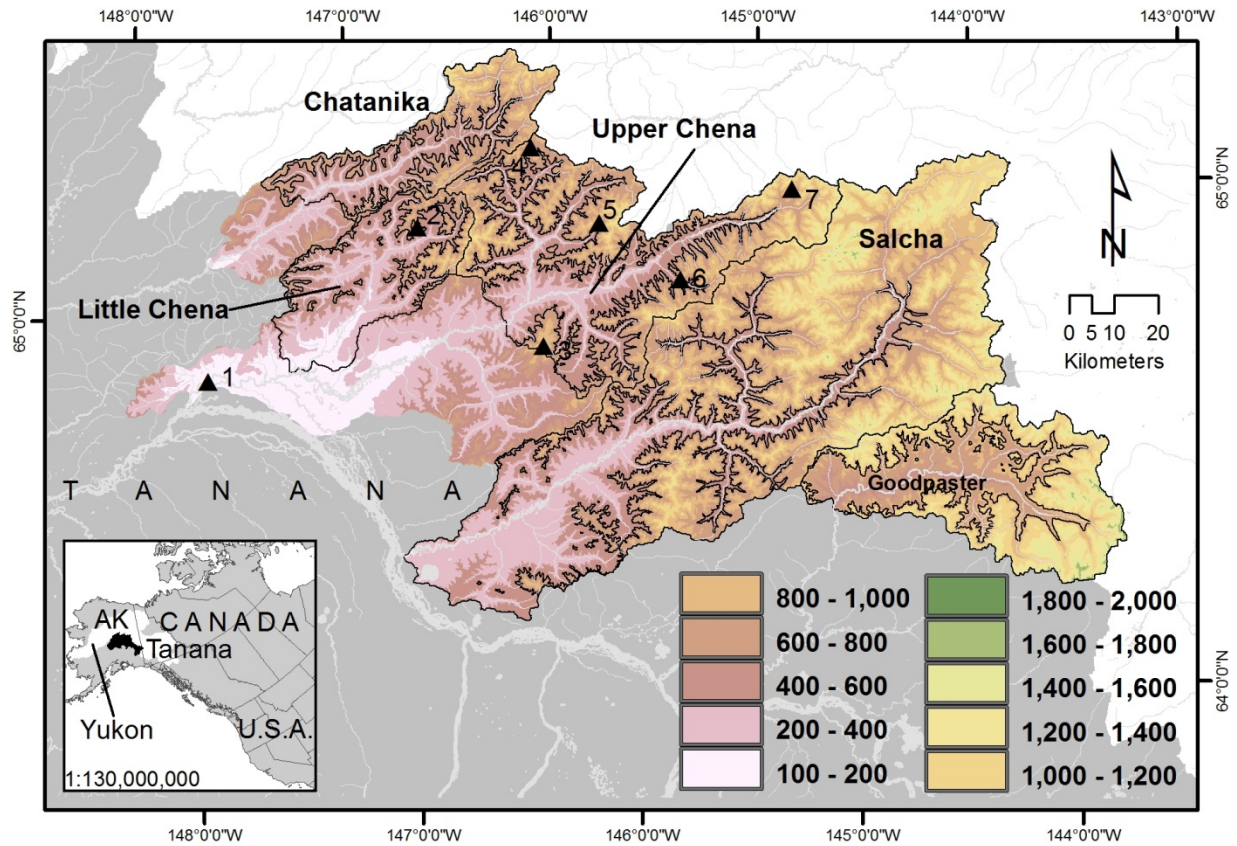 148°0'0"W 147°0'0"W 146°0'0"W 145°0'0"W 144°0'0"W 143°0'0"W
Chatanika
Upper Chena
65°0'0"N
4
7
5
2
Salcha
N
6
Little Chena
65°0'0"N
0 5 10 20
Kilometers
3
1
T A N A N A
Goodpaster
AK
CANADA
Tanana
Yukon
U.S.A.
1:130,000,000
800 - 1,000
600 - 800
400 - 600
200 - 400
100 - 200
1,800 - 2,000
1,600 - 1,800
1,400 - 1,600
1,200 - 1,400
1,000 - 1,200
64°0'0"N
148°0'0"W 147°0'0"W 146°0'0"W 145°0'0"W 144°0'0"W